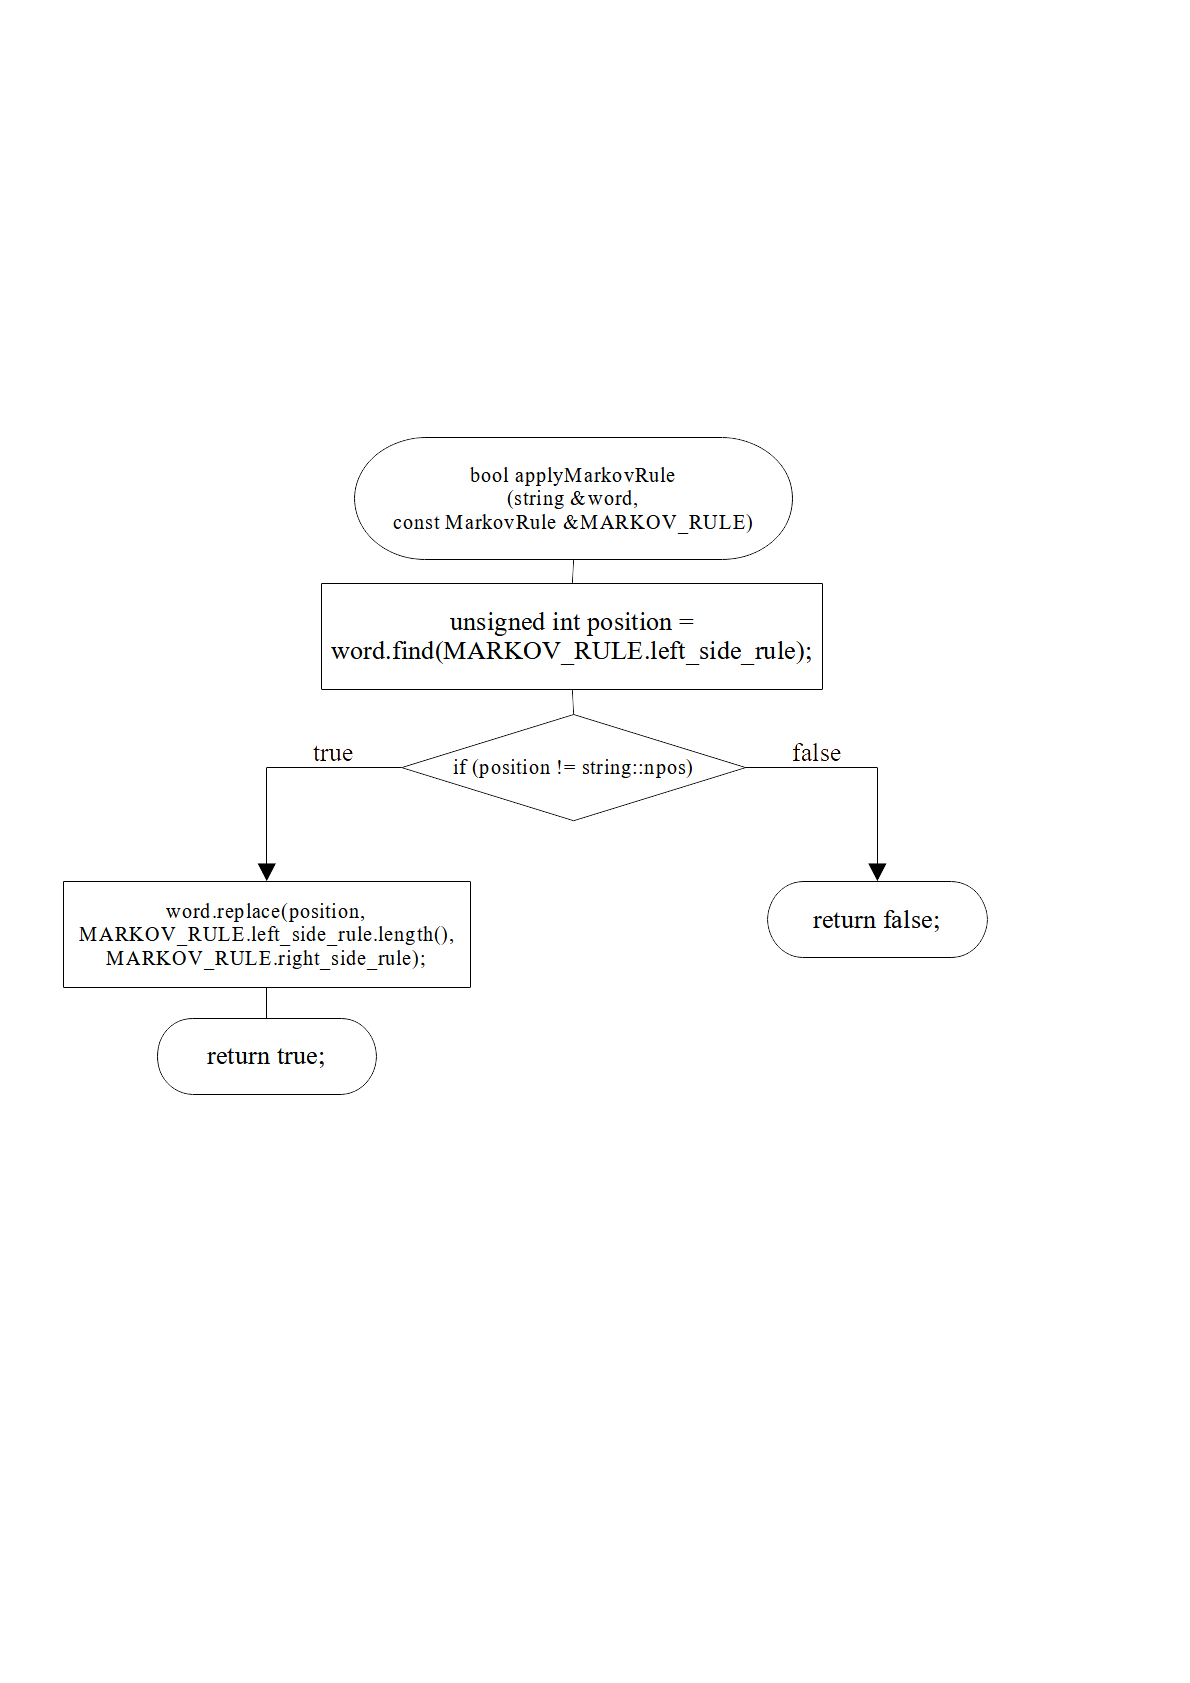 bool applyMarkovRule
(string &word,
const MarkovRule &MARKOV_RULE)
unsigned int position =
word.find(MARKOV_RULE.left_side_rule);
if (position != string::npos)
true
false
word.replace(position,
MARKOV_RULE.left_side_rule.length(),
MARKOV_RULE.right_side_rule);
return false;
return true;